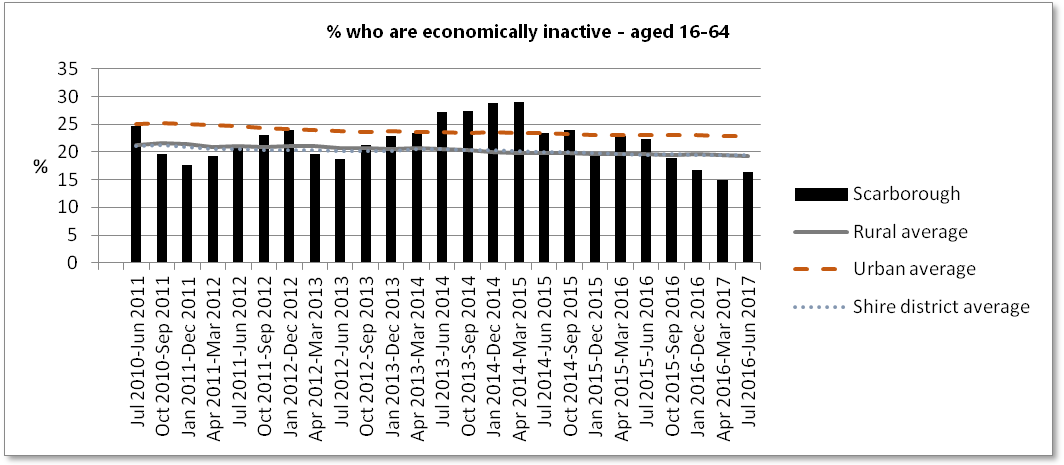 % who are economically inactive - aged 16-64
35
30
25
20
15
10
5
0
%
Jul 2010-Jun 2011
Oct 2010-Sep 2011
Jan 2011-Dec 2011
Apr 2011-Mar 2012
Jul 2011-Jun 2012
Oct 2011-Sep 2012
Jan 2012-Dec 2012
Apr 2012-Mar 2013
Jul 2012-Jun 2013
Oct 2012-Sep 2013
Jan 2013-Dec 2013
Apr 2013-Mar 2014
Jul 2013-Jun 2014
Oct 2013-Sep 2014
Jan 2014-Dec 2014
Apr 2014-Mar 2015
Jul 2014-Jun 2015
Oct 2014-Sep 2015
Jan 2015-Dec 2015
Apr 2015-Mar 2016
Jul 2015-Jun 2016
Oct 2015-Sep 2016
Jan 2016-Dec 2016
Apr 2016-Mar 2017
Jul 2016-Jun 2017
Scarborough
Rural average
Urban average
Shire district average